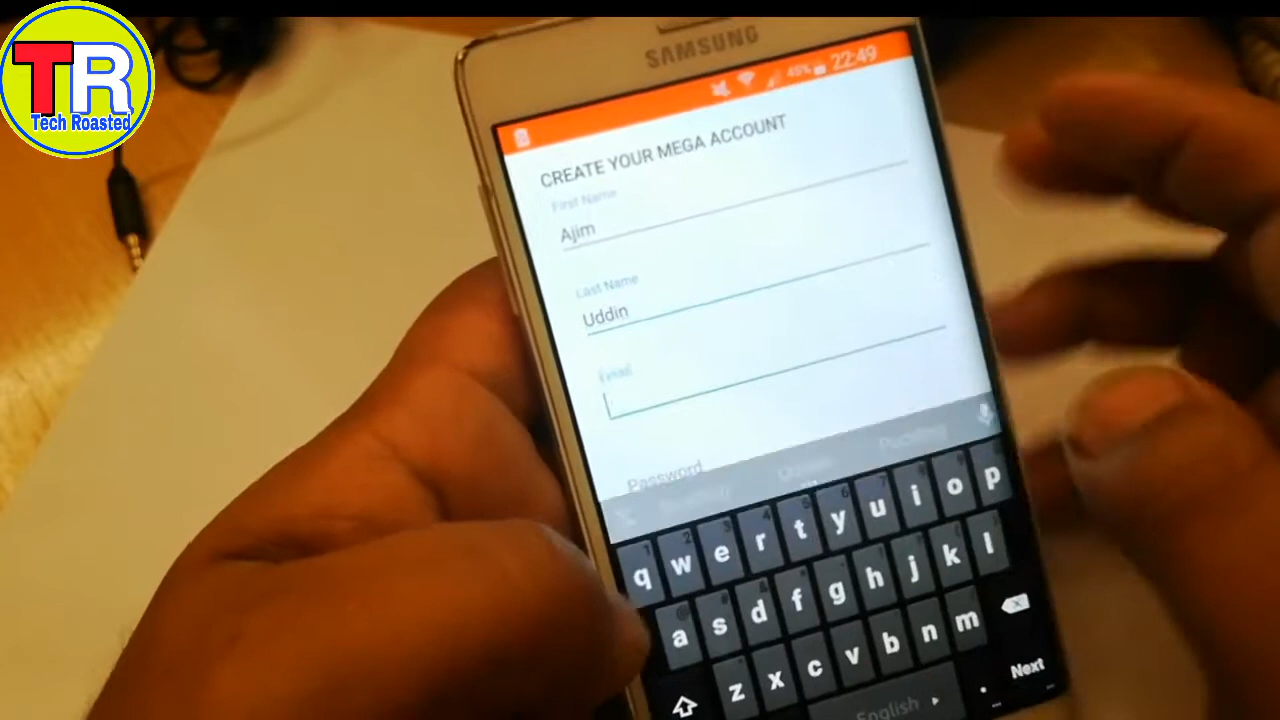 TR
Tech Roasted
SAMSUNG
45% 22:49
CREATE YOUR MEGA ACCOUNT
First Name
Ajim
Last Name
Uddin
Email
Password
q w e r t y u i o p
a s d f g h j k l
z x c v b n m
English
.
Next